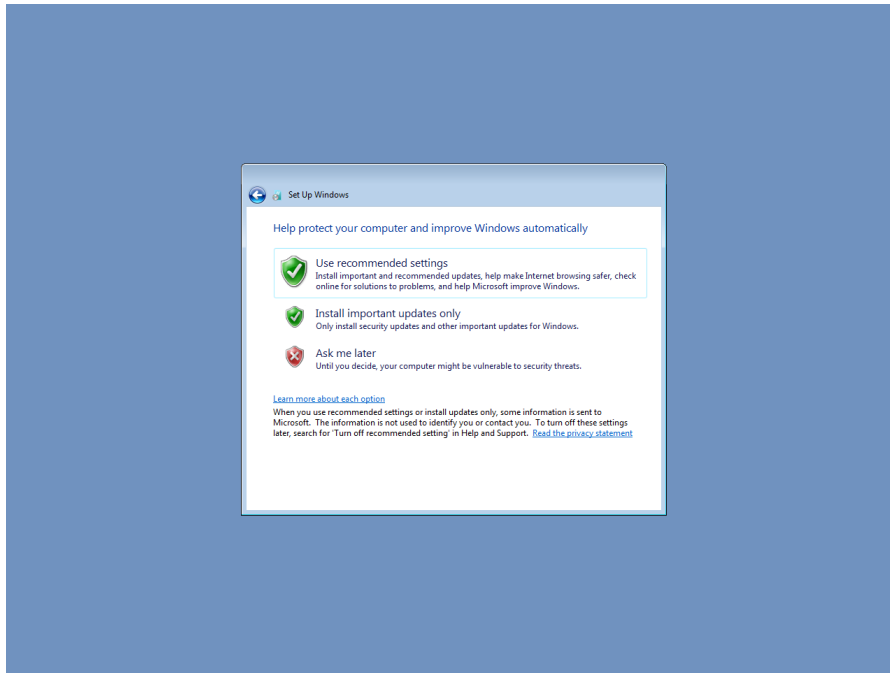 Set Up Windows
Help protect your computer and improve Windows automatically
Use recommended settings
Install important and recommended updates, help make Internet browsing safer, check
online for solutions to problems, and help Microsoft improve Windows.
Install important updates only
Only install security updates and other important updates for Windows.
Ask me later
Until you decide, your computer might be vulnerable to security threats.
Learn more about each option
When you use recommended settings or install updates only, some information is sent to
Microsoft. The information is not used to identify you or contact you. To turn off these settings
later, search for 'Turn off recommended setting' in Help and Support. Read the privacy statement